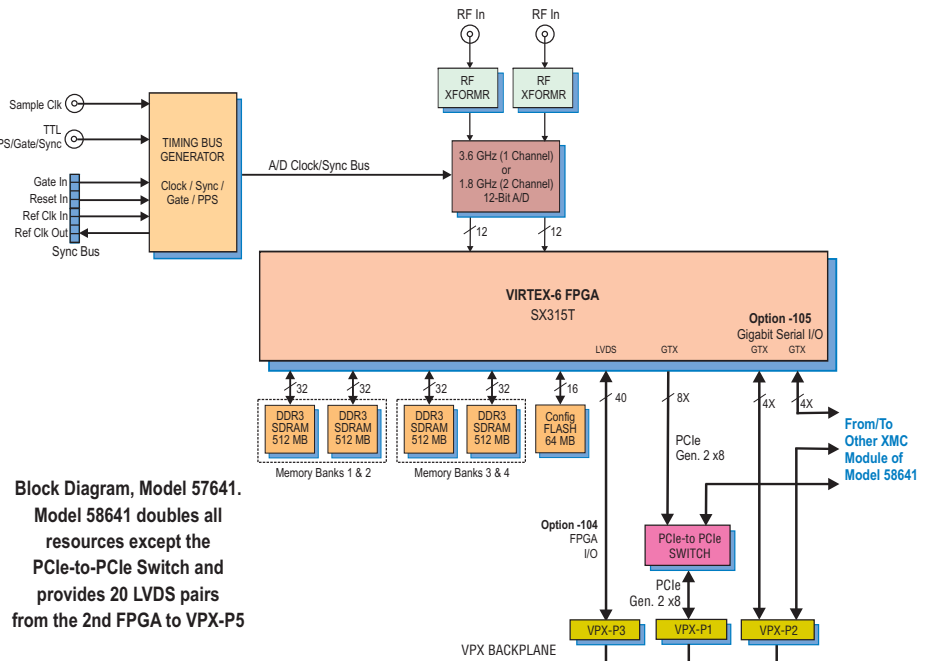 RF In
RF In
RF
XFORMR
RF
XFORMR
Sample Clk
TTL
PS/Gate/Sync
TIMING BUS
GENERATOR
Clock / Sync /
Gate / PPS
Gate In
Reset In
Ref Clk In
Ref Clk Out
Sync Bus
A/D Clock/Sync Bus
3.6 GHz (1 Channel)
or
1.8 GHz (2 Channel)
12-Bit A/D
12
12
VIRTEX-6 FPGA
SX315T
Option -105
Gigabit Serial I/O
LVDS
GTX
GTX
GTX
32
32
32
32
16
40
8X
4X
4X
DDR3
SDRAM
512 MB
DDR3
SDRAM
512 MB
DDR3
SDRAM
512 MB
DDR3
SDRAM
512 MB
Config
FLASH
64 MB
Memory Banks 1 & 2
Memory Banks 3 & 4
PCIe
Gen. 2 x8
From/To
Other XMC
Module of
Model 58641
Block Diagram, Model 57641.
Model 58641 doubles all
resources except the
PCIe-to-PCIe Switch and
provides 20 LVDS pairs
from the 2nd FPGA to VPX-P5
Option -104
FPGA
I/O
PCIe-to PCIe
SWITCH
PCIe
Gen. 2 x8
VPX-P3
VPX-P1
VPX-P2
VPX BACKPLANE